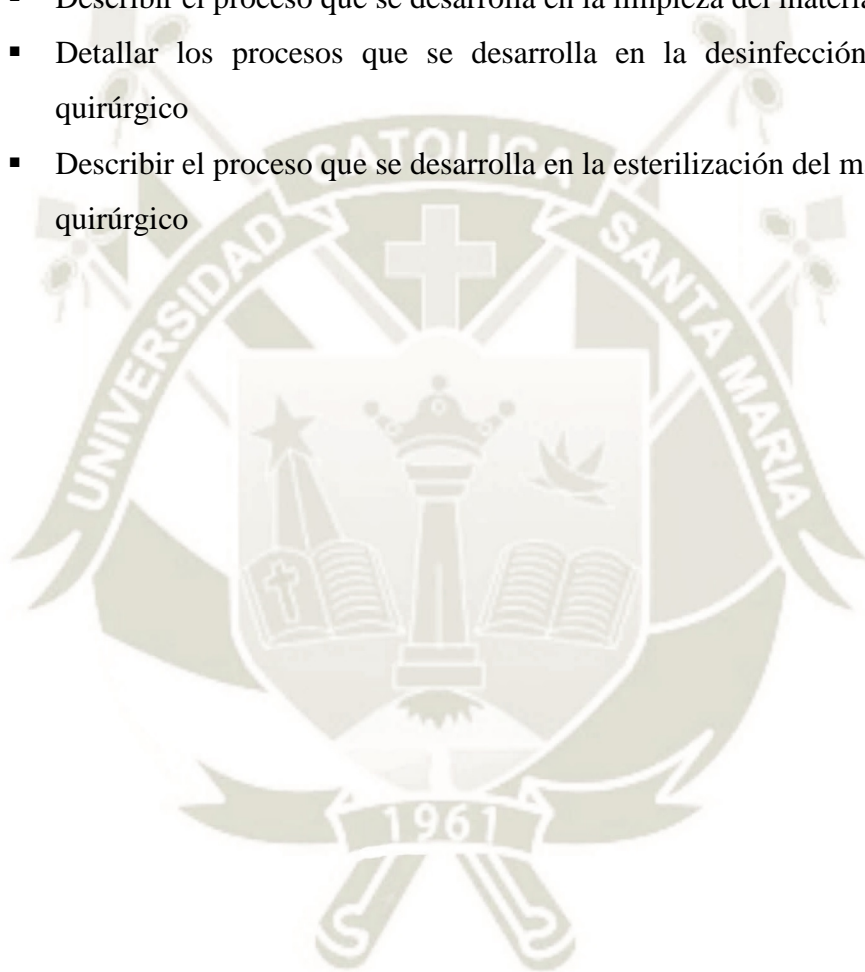 ▪ Describir el proceso que se desarrolla en la limpieza del materia
▪ Detallar los procesos que se desarrolla en la desinfección
quirúrgico
▪ Describir el proceso que se desarrolla en la esterilización del m
quirúrgico
UNIVERSIDAD CATOLICA SANTA MARIA
1961